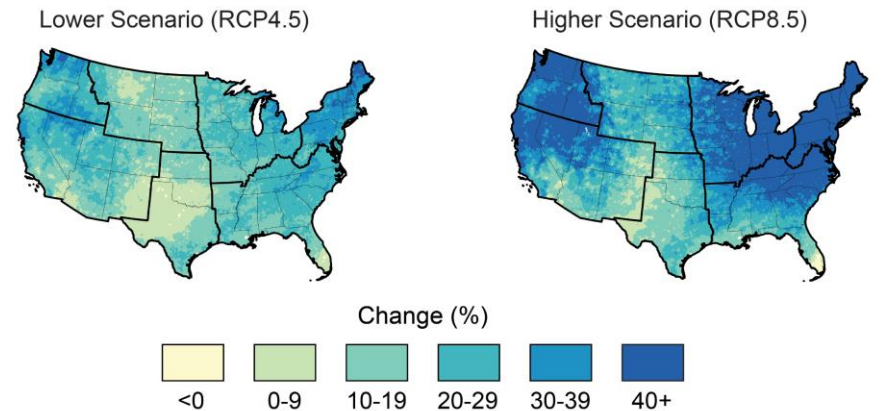 Lower Scenario (RCP4.5)
Higher Scenario (RCP8.5)
Change (%)
<0
0-9
10-19
20-29
30-39
40+